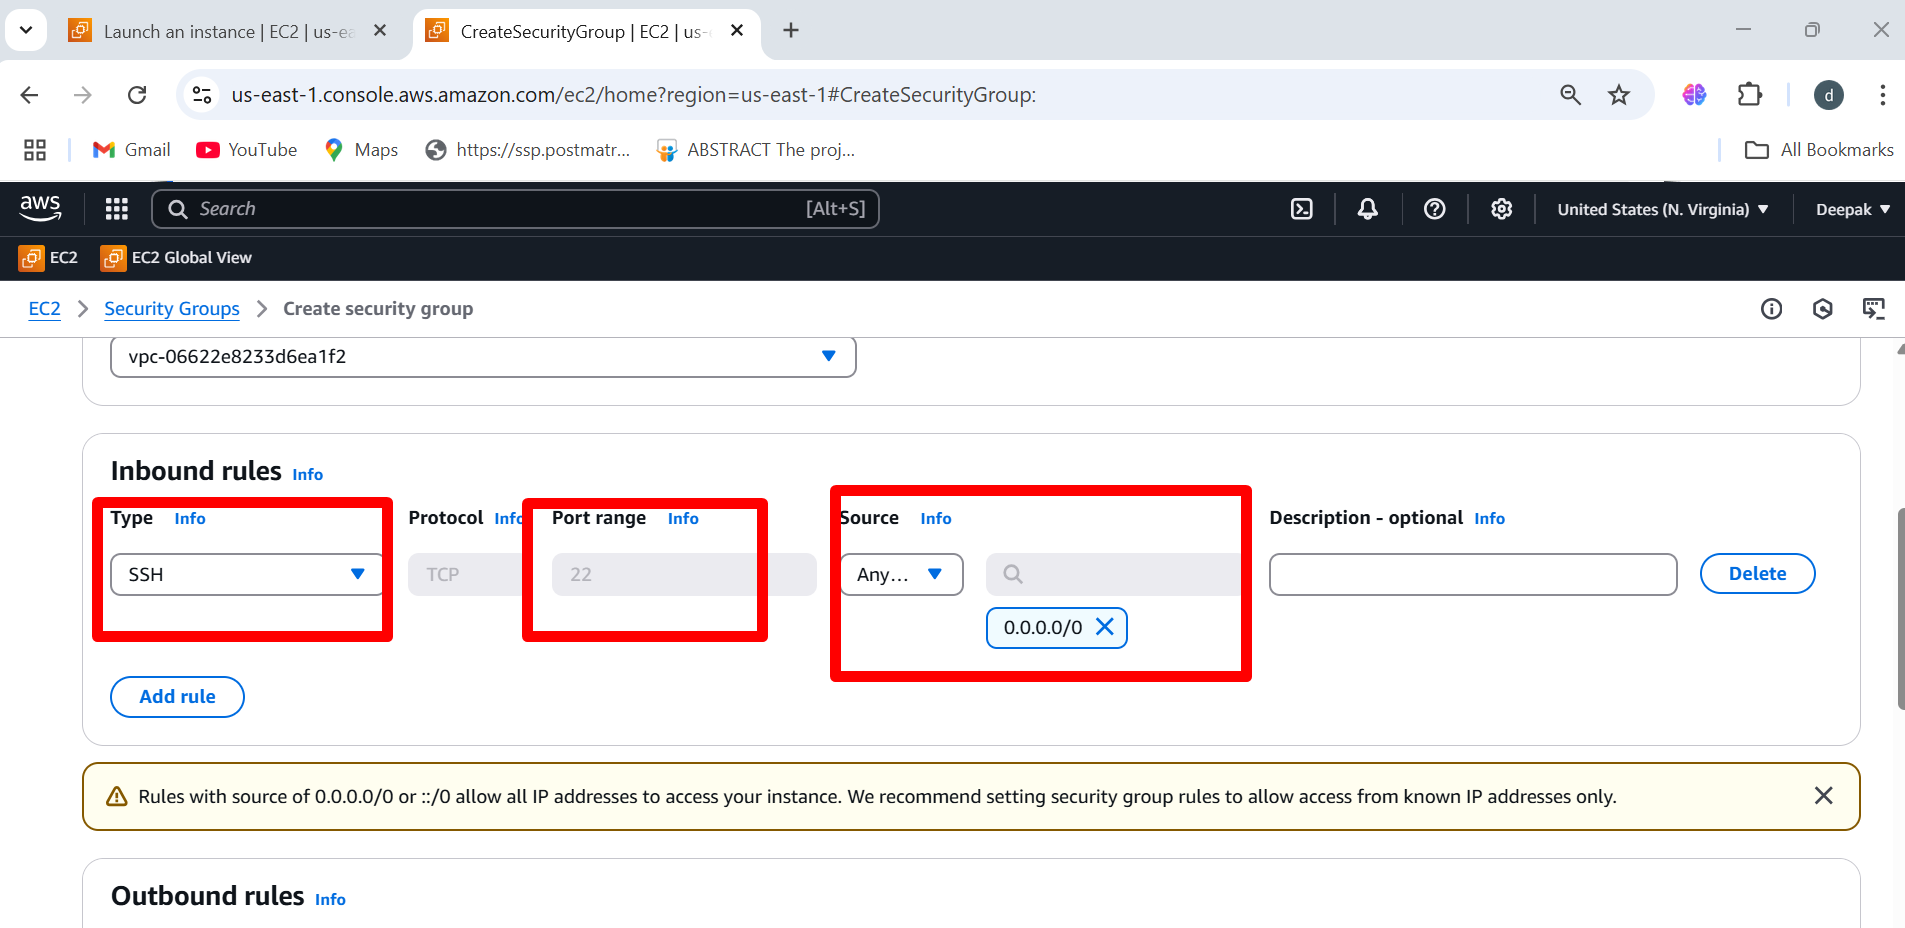 Launch an instance | EC2 | us-ea
CreateSecurityGroup | EC2 | us-
us-east-1.console.aws.amazon.com/ec2/home?region=us-east-1#CreateSecurityGroup:
d
Gmail YouTube Maps https://ssp.postmatr... ABSTRACT The proj... All Bookmarks
aws Search [Alt+S] United States (N. Virginia) Deepak
EC2 EC2 Global View
EC2 Security Groups Create security group
vpc-06622e8233d6ea1f2
Inbound rules Info
Type Info Protocol Info Port range Info Source Info Description - optional Info
SSH TCP 22 Any... Delete
0.0.0.0/0
Add rule
Rules with source of 0.0.0.0/0 or ::/0 allow all IP addresses to access your instance. We recommend setting security group rules to allow access from known IP addresses only.
Outbound rules Info